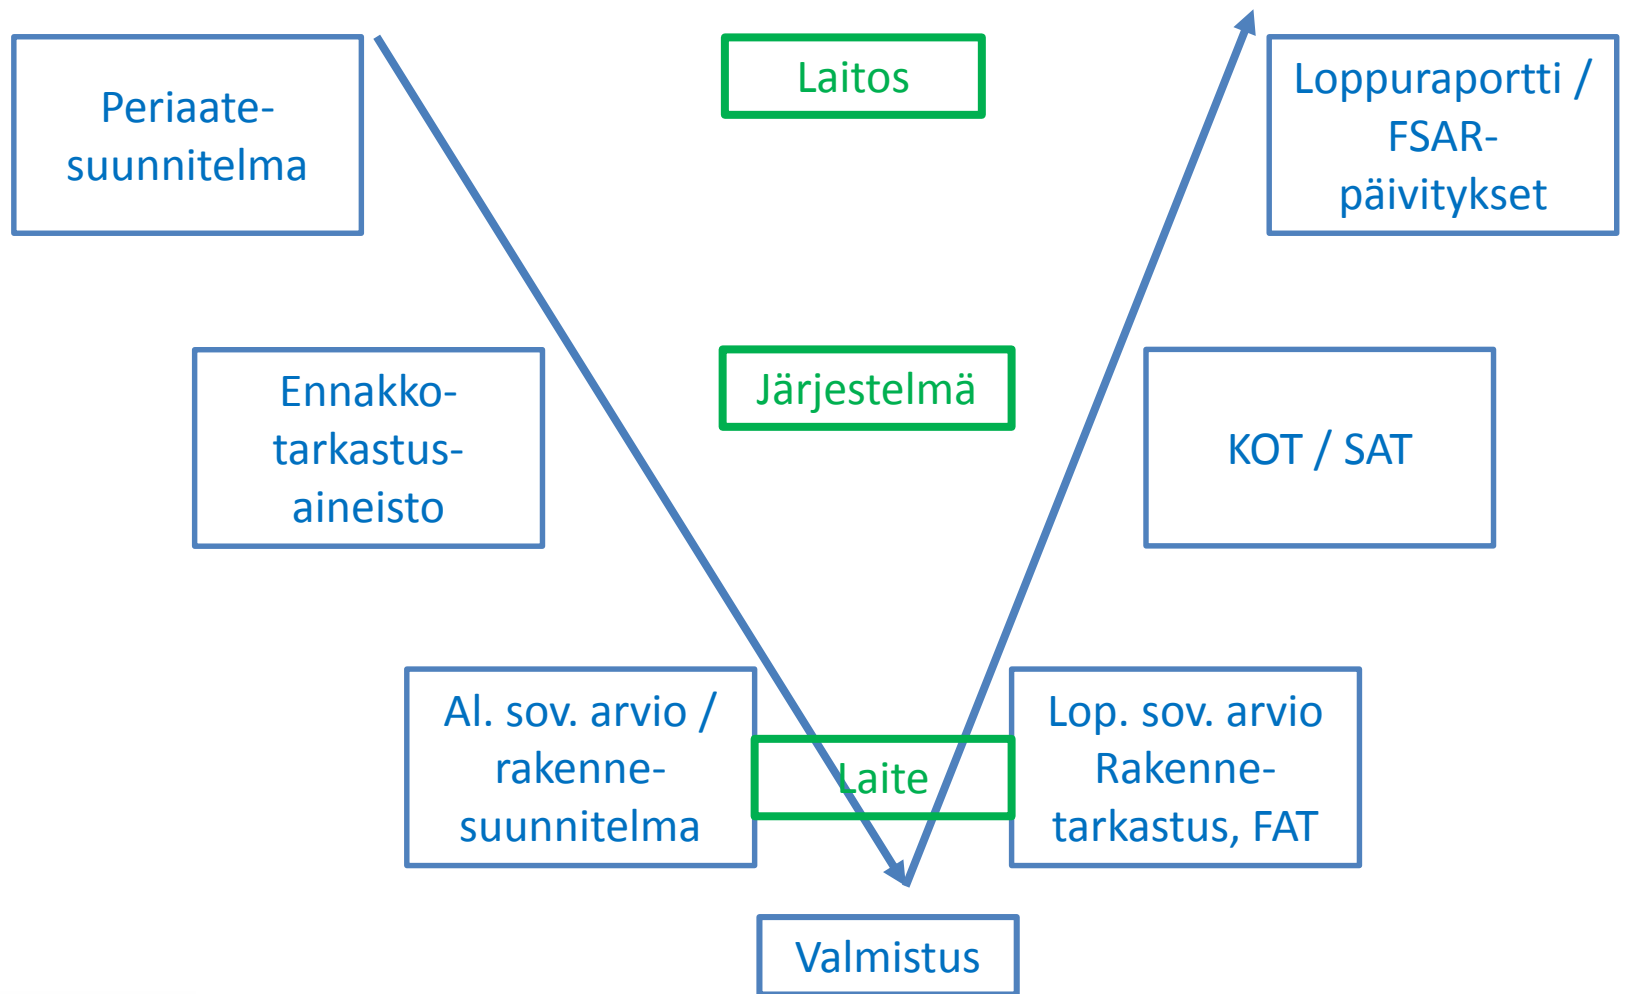 Periaate-
suunnitelma
Laitos
Loppuraportti /
FSAR-
päivitykset
Ennakko-
tarkastus-
aineisto
Järjestelmä
KOT / SAT
Al. sov. arvio /
rakenne-
suunnitelma
Laite
Lop. sov. arvio
Rakenne-
tarkastus, FAT
Valmistus